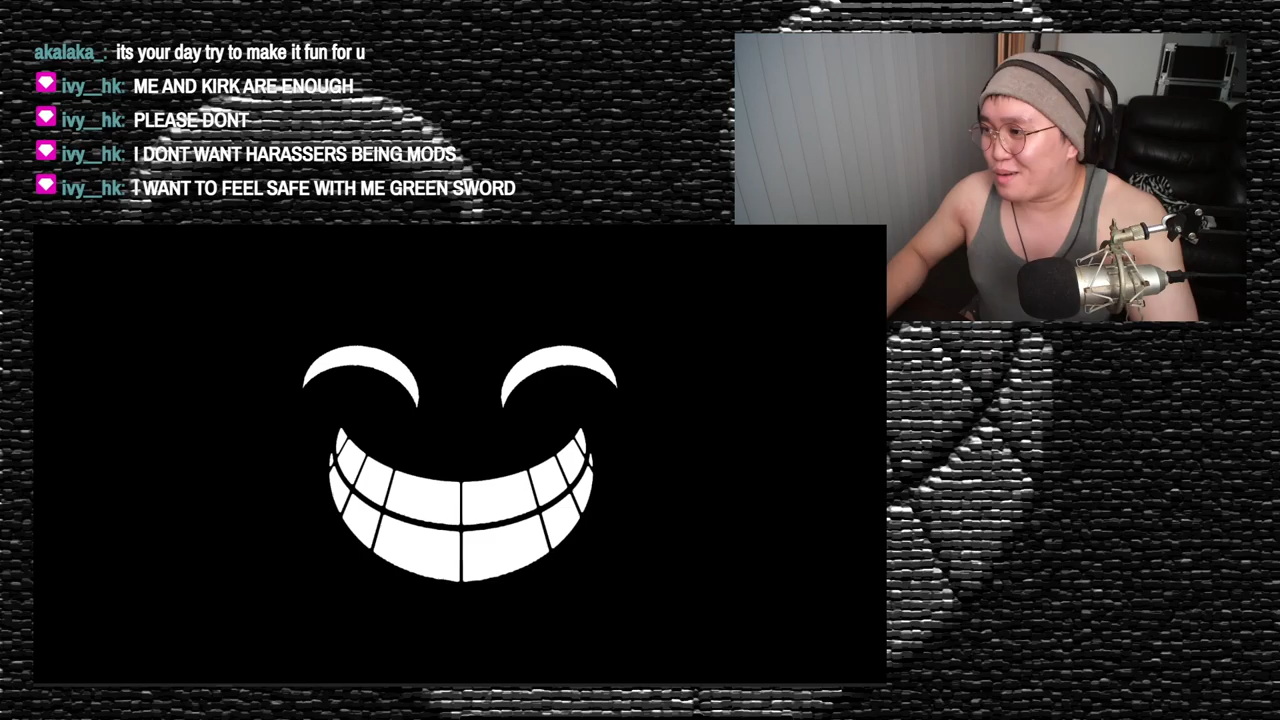 akalaka_: its your day try to make it fun for u
ivy__hk: ME AND KIRK ARE ENOUGH
ivy__hk: PLEASE DONT
ivy__hk: I DONT WANT HARASSERS BEING MODS
ivy__hk: I WANT TO FEEL SAFE WITH ME GREEN SWORD